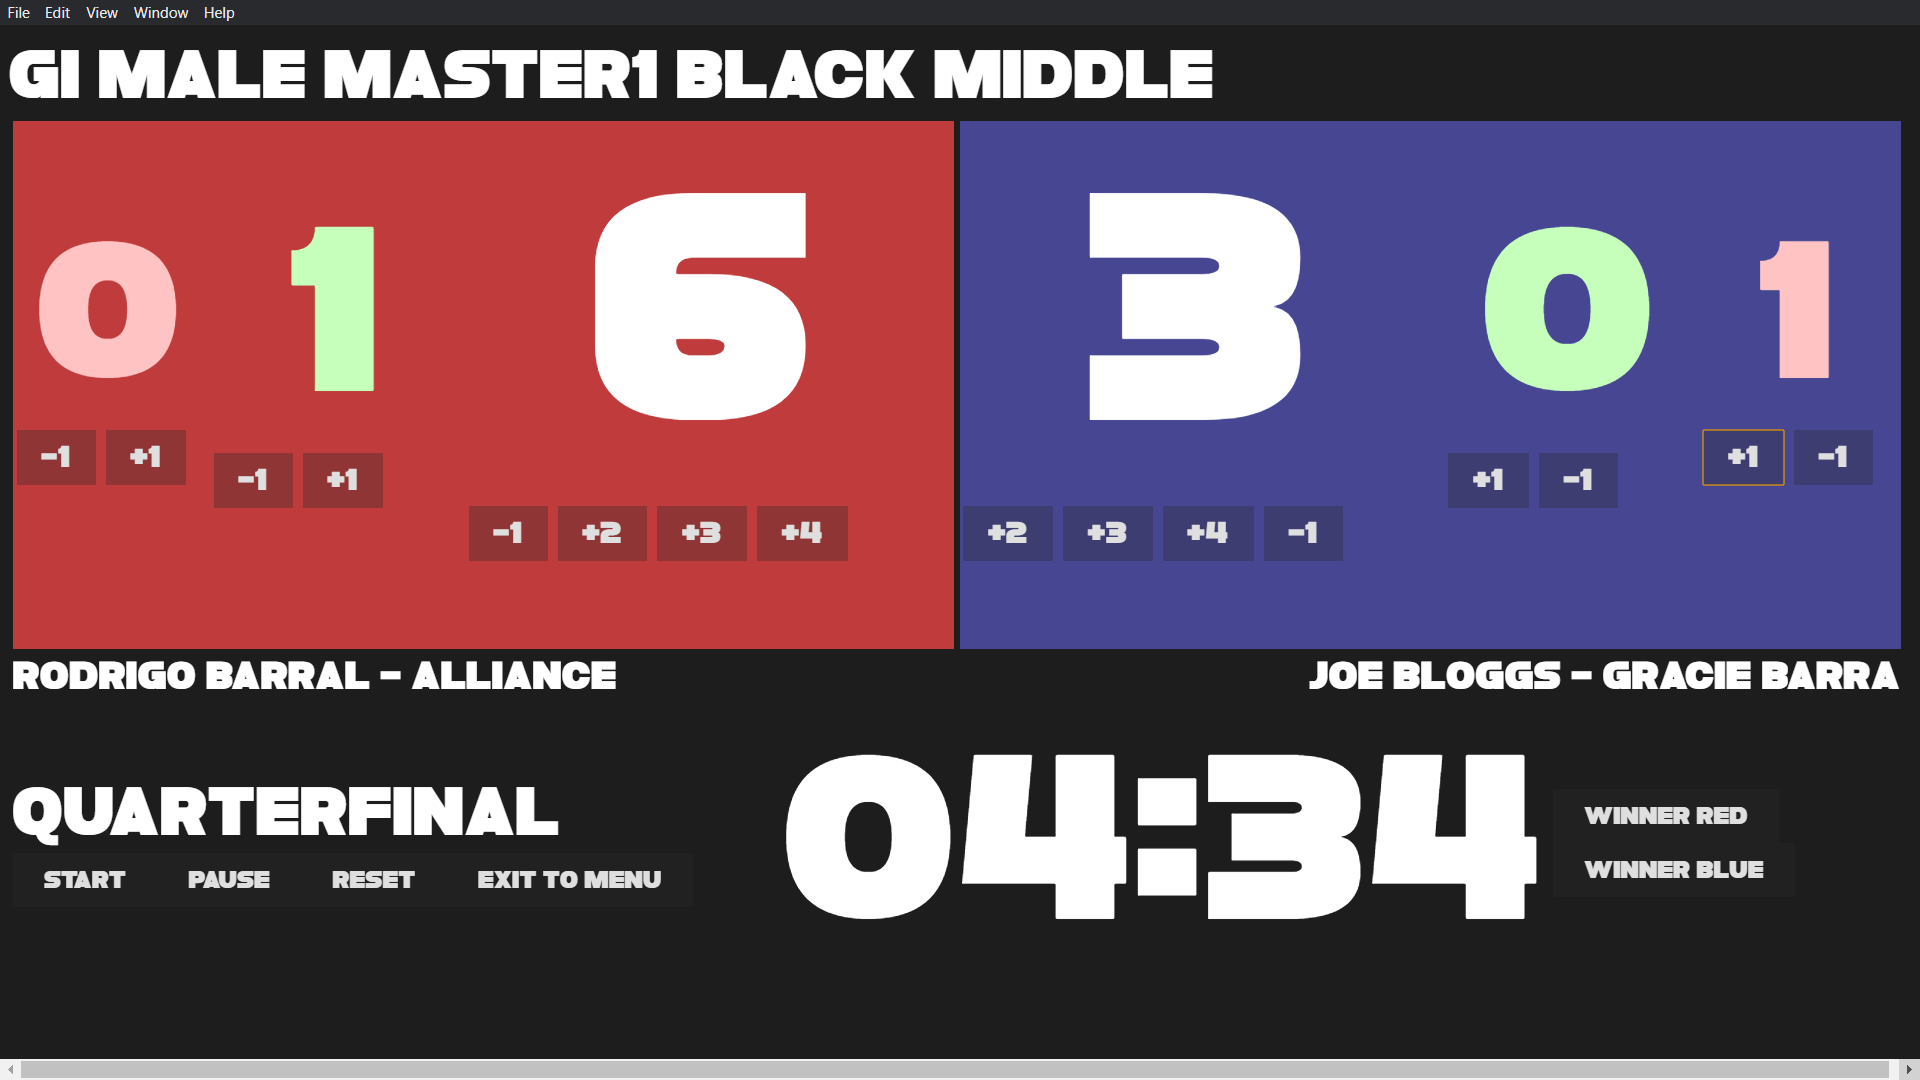 File Edit View Window Help
GI MALE MASTER1 BLACK MIDDLE
0 1 6 3 0 1
-1 +1 +1 -1
-1 +1 +1 -1
-1 +2 +3 +4 +2 +3 +4 -1
RODRIGO BARRAL - ALLIANCE JOE BLOGGS - GRACIE BARRA
QUARTERFINAL 04:34 WINNER RED
START PAUSE RESET EXIT TO MENU WINNER BLUE